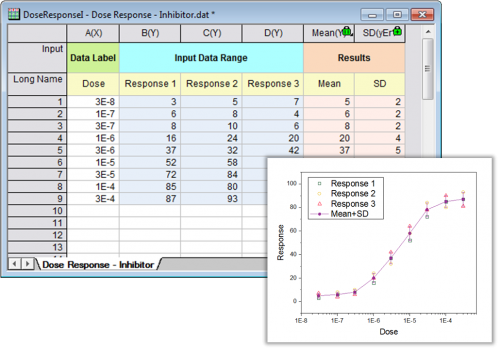 DoseResponseI - Dose Response - Inhibitor.dat *
A(X) B(Y) C(Y) D(Y) Mean(Y SD(yEr
Input Data Label Input Data Range Results
Long Name Dose Response 1 Response 2 Response 3 Mean SD
1 3E-8 3 5 7 5 2
2 1E-7 6 8 4 6 2
3 3E-7 8 10 6 8 2
4 1E-6 16 24 20 20 4
5 3E-6 37 32 42 37 5
6 1E-5 52 58
7 3E-5 72 84
8 1E-4 85 80
9 3E-4 87 93
10
11
12
13
Dose Response - Inhibitor
Response 1
Response 2
Response 3
Mean+SD
100
80
60
40
20
0
Response
1E-8 1E-7 1E-6 1E-5 1E-4
Dose